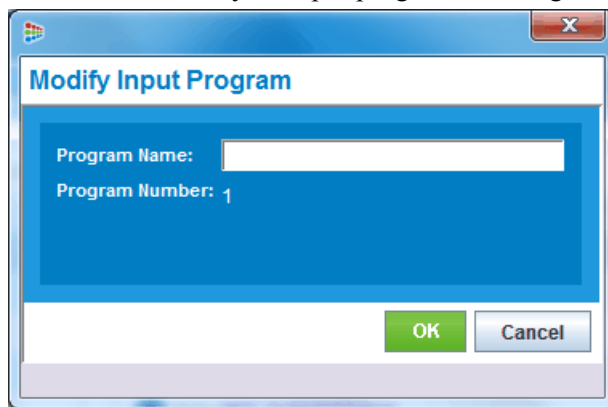 X
Modify Input Program
Program Name:
Program Number: 1
OK Cancel